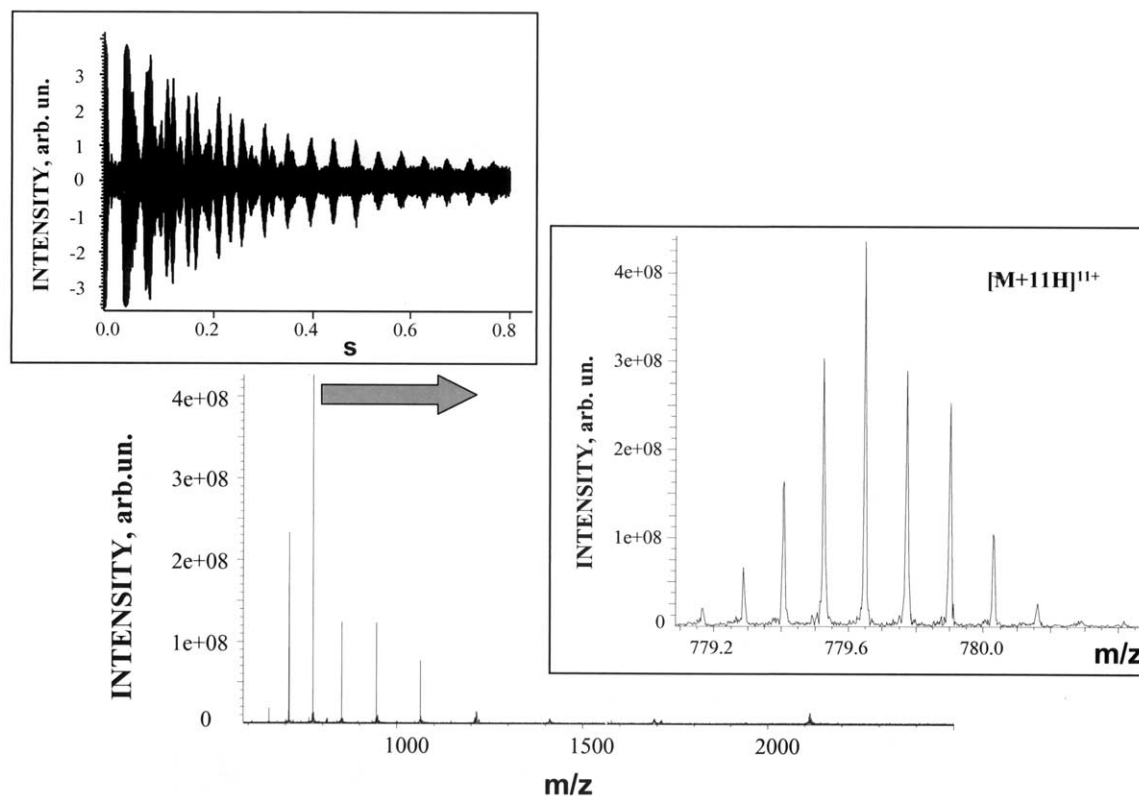 INTENSITY, arb. un.
3
2
1
0
-1
-2
-3
0.0 0.2 0.4 0.6 0.8
s
INTENSITY, arb.un.
4e+08
3e+08
2e+08
1e+08
0
1000 1500 2000
m/z
[M+11H]¹¹⁺
INTENSITY, arb. un.
4e+08
3e+08
2e+08
1e+08
0
779.2 779.6 780.0 m/z